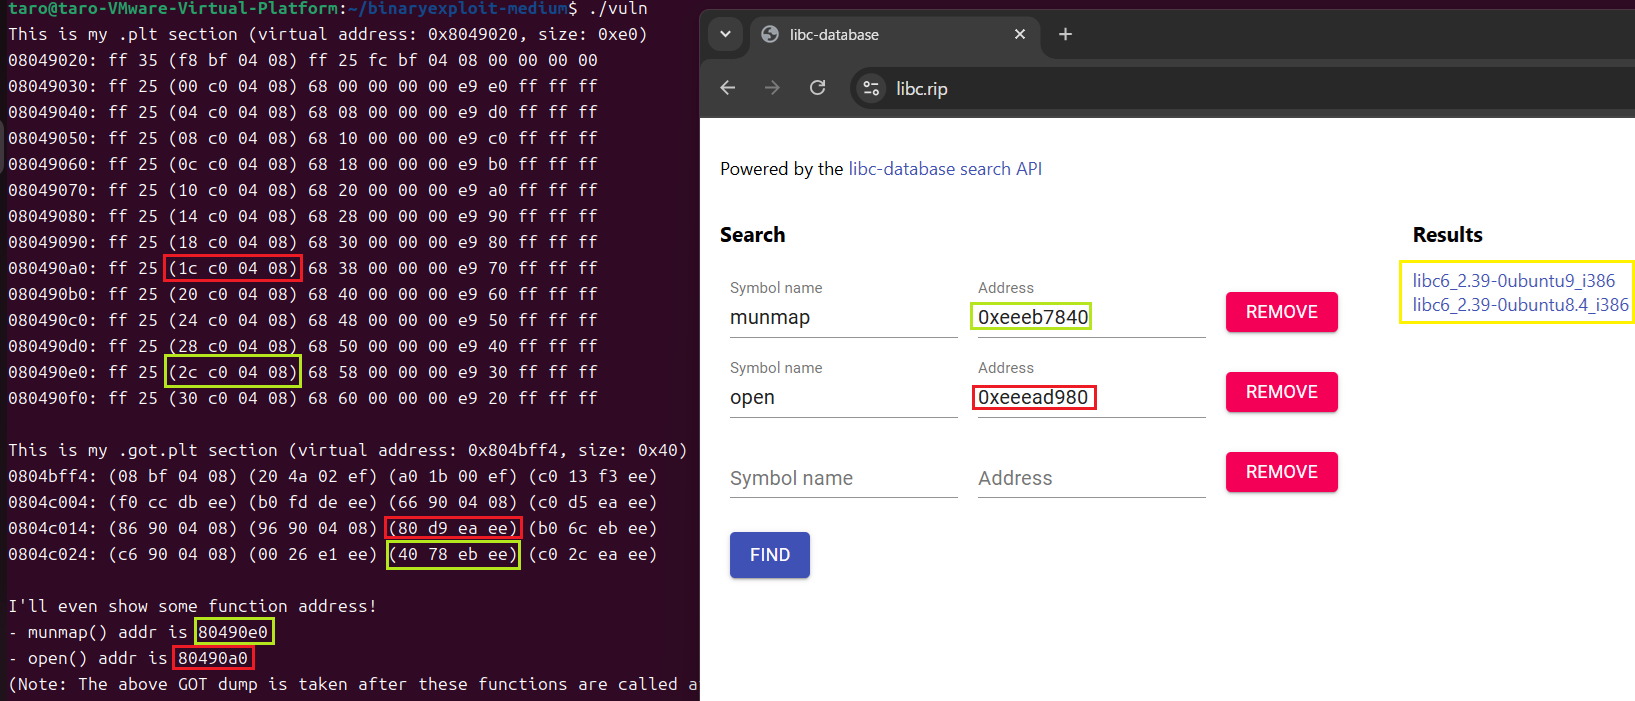 taro@taro-VMware-Virtual-Platform:~/binaryexploit-medium$ ./vuln
This is my .plt section (virtual address: 0x8049020, size: 0xe0)
08049020: ff 35 (f8 bf 04 08) ff 25 fc bf 04 08 00 00 00 00
08049030: ff 25 (00 c0 04 08) 68 00 00 00 00 e9 e0 ff ff ff
08049040: ff 25 (04 c0 04 08) 68 08 00 00 00 e9 d0 ff ff ff
08049050: ff 25 (08 c0 04 08) 68 10 00 00 00 e9 c0 ff ff ff
08049060: ff 25 (0c c0 04 08) 68 18 00 00 00 e9 b0 ff ff ff
08049070: ff 25 (10 c0 04 08) 68 20 00 00 00 e9 a0 ff ff ff
08049080: ff 25 (14 c0 04 08) 68 28 00 00 00 e9 90 ff ff ff
08049090: ff 25 (18 c0 04 08) 68 30 00 00 00 e9 80 ff ff ff
080490a0: ff 25 (1c c0 04 08) 68 38 00 00 00 e9 70 ff ff ff
080490b0: ff 25 (20 c0 04 08) 68 40 00 00 00 e9 60 ff ff ff
080490c0: ff 25 (24 c0 04 08) 68 48 00 00 00 e9 50 ff ff ff
080490d0: ff 25 (28 c0 04 08) 68 50 00 00 00 e9 40 ff ff ff
080490e0: ff 25 (2c c0 04 08) 68 58 00 00 00 e9 30 ff ff ff
080490f0: ff 25 (30 c0 04 08) 68 60 00 00 00 e9 20 ff ff ff
This is my .got.plt section (virtual address: 0x804bff4, size: 0x40)
0804bff4: (08 bf 04 08) (20 4a 02 ef) (a0 1b 00 ef) (c0 13 f3 ee)
0804c004: (f0 cc db ee) (b0 fd de ee) (66 90 04 08) (c0 d5 ea ee)
0804c014: (86 90 04 08) (96 90 04 08) (80 d9 ea ee) (b0 6c eb ee)
0804c024: (c6 90 04 08) (00 26 e1 ee) (40 78 eb ee) (c0 2c ea ee)
I'll even show some function address!
- munmap() addr is 80490e0
- open() addr is 80490a0
(Note: The above GOT dump is taken after these functions are called a
libc-database
libc.rip
Powered by the libc-database search API
Search
Results
Symbol name Address
munmap 0xeeeb7840 REMOVE
Symbol name Address
open 0xeeead980 REMOVE
Symbol name Address REMOVE
FIND
libc6_2.39-0ubuntu9_i386
libc6_2.39-0ubuntu8.4_i386